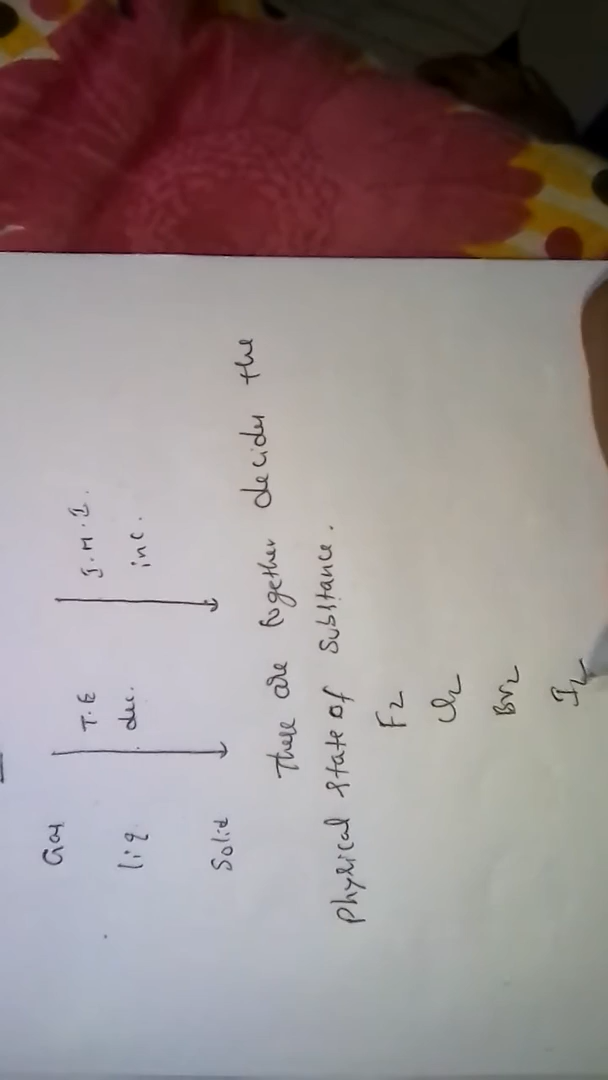 Gas T.E I.M.I.
liq dec. inc.
Solid
These are together decides the
physical state of substance.
F2
Cl2
Br2
I2